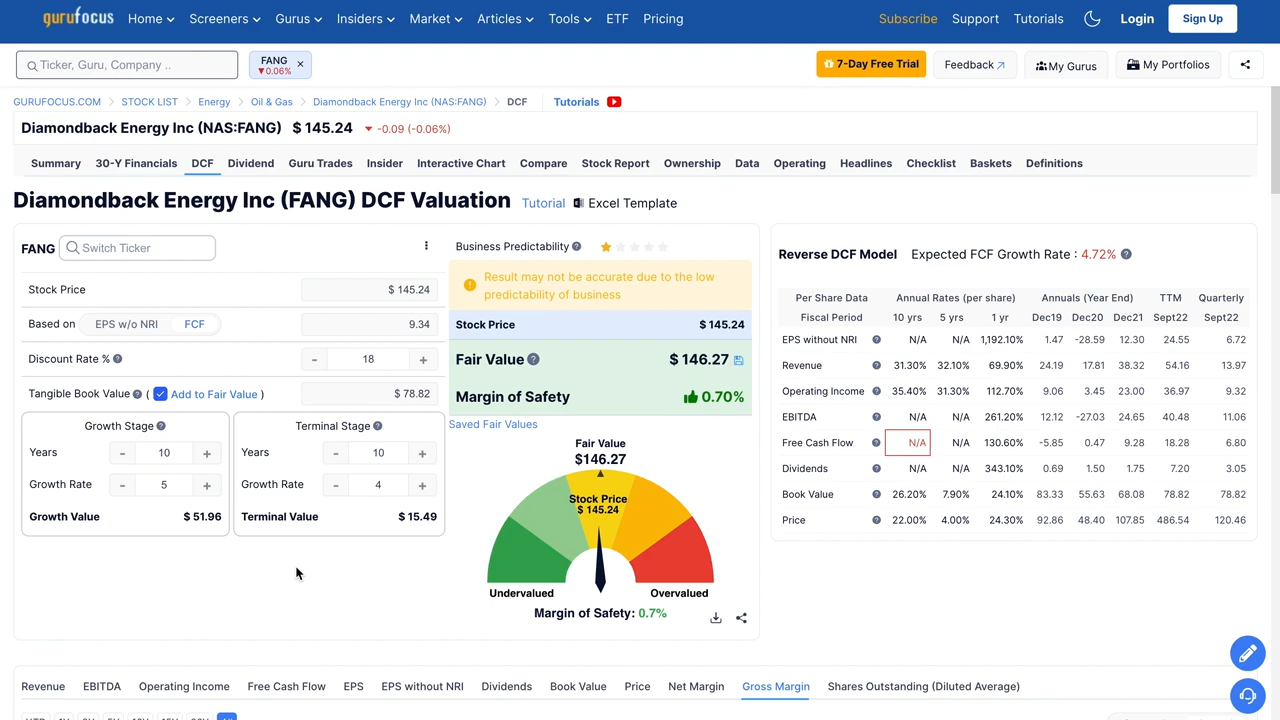 gurufocus Home Screeners Gurus Insiders Market Articles Tools ETF Pricing Subscribe Support Tutorials Login Sign Up
Ticker, Guru, Company .. FANG × ▼0.06% 7-Day Free Trial Feedback My Gurus My Portfolios
GURUFOCUS.COM > STOCK LIST > Energy > Oil & Gas > Diamondback Energy Inc (NAS:FANG) > DCF Tutorials
Diamondback Energy Inc (NAS:FANG) $ 145.24 ▼ -0.09 (-0.06%)
Summary 30-Y Financials DCF Dividend Guru Trades Insider Interactive Chart Compare Stock Report Ownership Data Operating Headlines Checklist Baskets Definitions
Diamondback Energy Inc (FANG) DCF Valuation Tutorial Excel Template
FANG Switch Ticker
Stock Price $ 145.24
Based on EPS w/o NRI FCF 9.34
Discount Rate % - 18 +
Tangible Book Value ( Add to Fair Value ) $ 78.82
Growth Stage
Years - 10 +
Growth Rate - 5 +
Growth Value $ 51.96
Terminal Stage
Years - 10 +
Growth Rate - 4 +
Terminal Value $ 15.49
Business Predictability
Result may not be accurate due to the low
predictability of business
Stock Price $ 145.24
Fair Value $ 146.27
Margin of Safety 0.70%
Saved Fair Values
Fair Value
$146.27
Stock Price
$ 145.24
Undervalued Overvalued
Margin of Safety: 0.7%
Reverse DCF Model Expected FCF Growth Rate : 4.72%
Per Share Data Annual Rates (per share) Annuals (Year End) TTM Quarterly
Fiscal Period 10 yrs 5 yrs 1 yr Dec19 Dec20 Dec21 Sept22 Sept22
EPS without NRI N/A N/A 1,192.10% 1.47 -28.59 12.30 24.55 6.72
Revenue 31.30% 32.10% 69.90% 24.19 17.81 38.32 54.16 13.97
Operating Income 35.40% 31.30% 112.70% 9.06 3.45 23.00 36.97 9.32
EBITDA N/A N/A 261.20% 12.12 -27.03 24.65 40.48 11.06
Free Cash Flow N/A N/A 130.60% -5.85 0.47 9.28 18.28 6.80
Dividends N/A N/A 343.10% 0.69 1.50 1.75 7.20 3.05
Book Value 26.20% 7.90% 24.10% 83.33 55.63 68.08 78.82 78.82
Price 22.00% 4.00% 24.30% 92.86 48.40 107.85 486.54 120.46
Revenue EBITDA Operating Income Free Cash Flow EPS EPS without NRI Dividends Book Value Price Net Margin Gross Margin Shares Outstanding (Diluted Average)